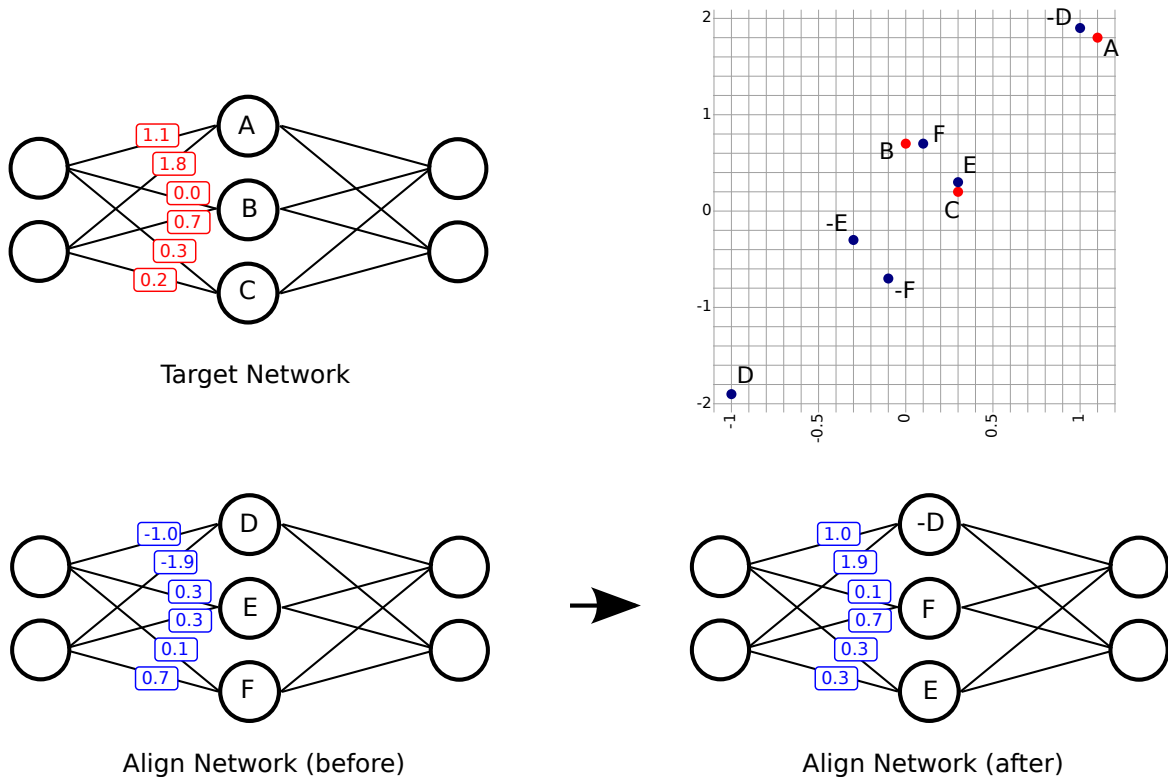 1.1
1.8
0.0
0.7
0.3
0.2
A
B
C
Target Network
2
1
0
-1
-2
-1
-0.5
0
0.5
1
-D
A
B
F
E
C
-E
-F
D
-1.0
-1.9
0.3
0.3
0.1
0.7
D
E
F
Align Network (before)
1.0
1.9
0.1
0.7
0.3
0.3
-D
F
E
Align Network (after)